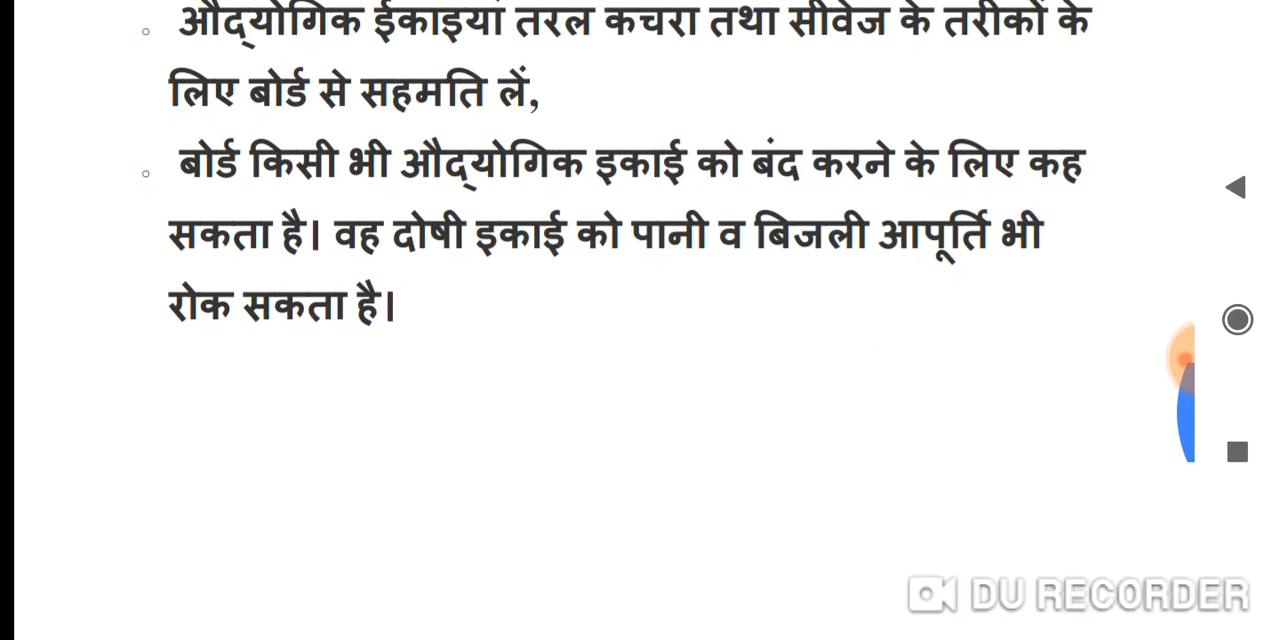 औद्योगिक ईकाइयां तरल कचरा तथा सीवेज के तरीकों के
लिए बोर्ड से सहमति लें,
बोर्ड किसी भी औद्योगिक इकाई को बंद करने के लिए कह
सकता है। वह दोषी इकाई को पानी व बिजली आपूर्ति भी
रोक सकता है।
DU RECORDER